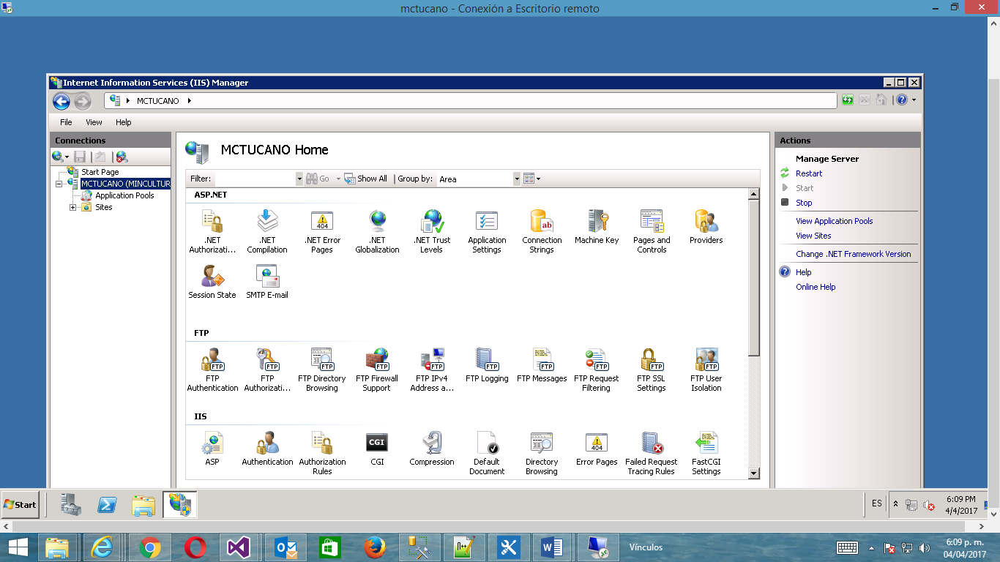 mctucano - Conexión a Escritorio remoto
Internet Information Services (IIS) Manager
MCTUCANO
File View Help
Connections
Start Page
MCTUCANO (MINCULTUR
Application Pools
Sites
MCTUCANO Home
Filter: Go Show All Group by: Area
ASP.NET
.NET Authorizati...
.NET Compilation
.NET Error Pages
.NET Globalization
.NET Trust Levels
Application Settings
Connection Strings
Machine Key
Pages and Controls
Providers
Session State
SMTP E-mail
FTP
FTP Authentication
FTP Authorizati...
FTP Directory Browsing
FTP Firewall Support
FTP IPv4 Address a...
FTP Logging
FTP Messages
FTP Request Filtering
FTP SSL Settings
FTP User Isolation
IIS
ASP
Authentication
Authorization Rules
CGI
Compression
Default Document
Directory Browsing
Error Pages
Failed Request Tracing Rules
FastCGI Settings
Actions
Manage Server
Restart
Start
Stop
View Application Pools
View Sites
Change .NET Framework Version
Help
Online Help
Start
ES
6:09 PM
4/4/2017
Vínculos
6:09 p. m.
04/04/2017